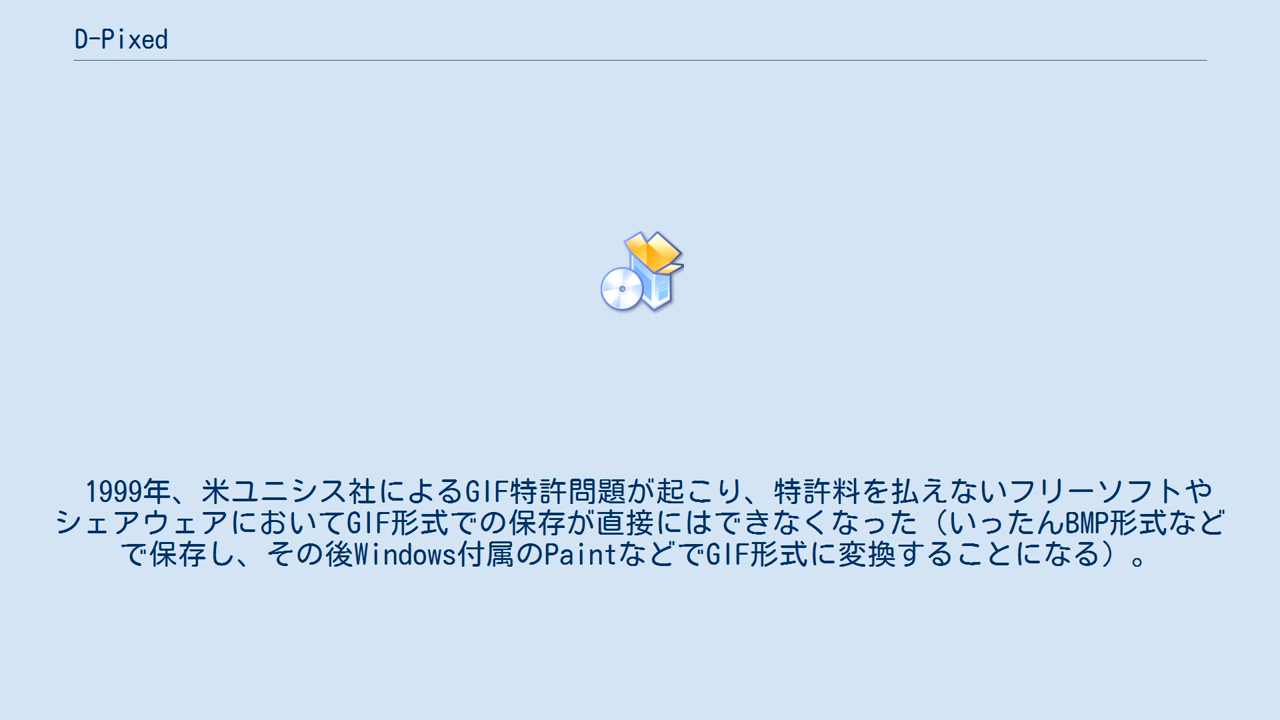 D-Pixed
1999年、米ユニシス社によるGIF特許問題が起こり、特許料を払えないフリーソフトや
シェアウェアにおいてGIF形式での保存が直接にはできなくなった（いったんBMP形式など
で保存し、その後Windows付属のPaintなどでGIF形式に変換することになる）。